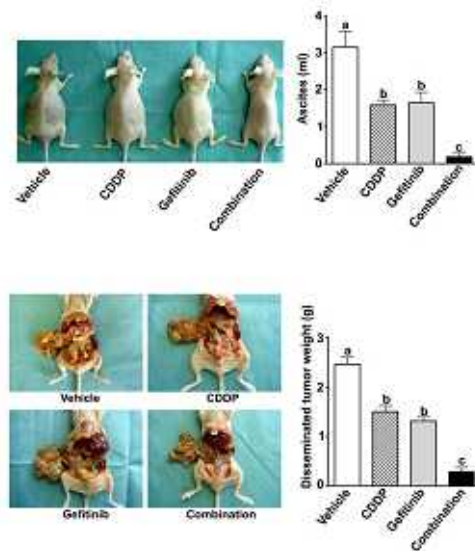 Vehicle
CDDP
Gefitinib
Combination
Ascites (ml)
4
3
2
1
0
a
b
b
c
Vehicle
CDDP
Gefitinib
Combination
Vehicle
CDDP
Gefitinib
Combination
Disseminated tumor weight (g)
3
2
1
0
a
b
b
c
Vehicle
CDDP
Gefitinib
Combination